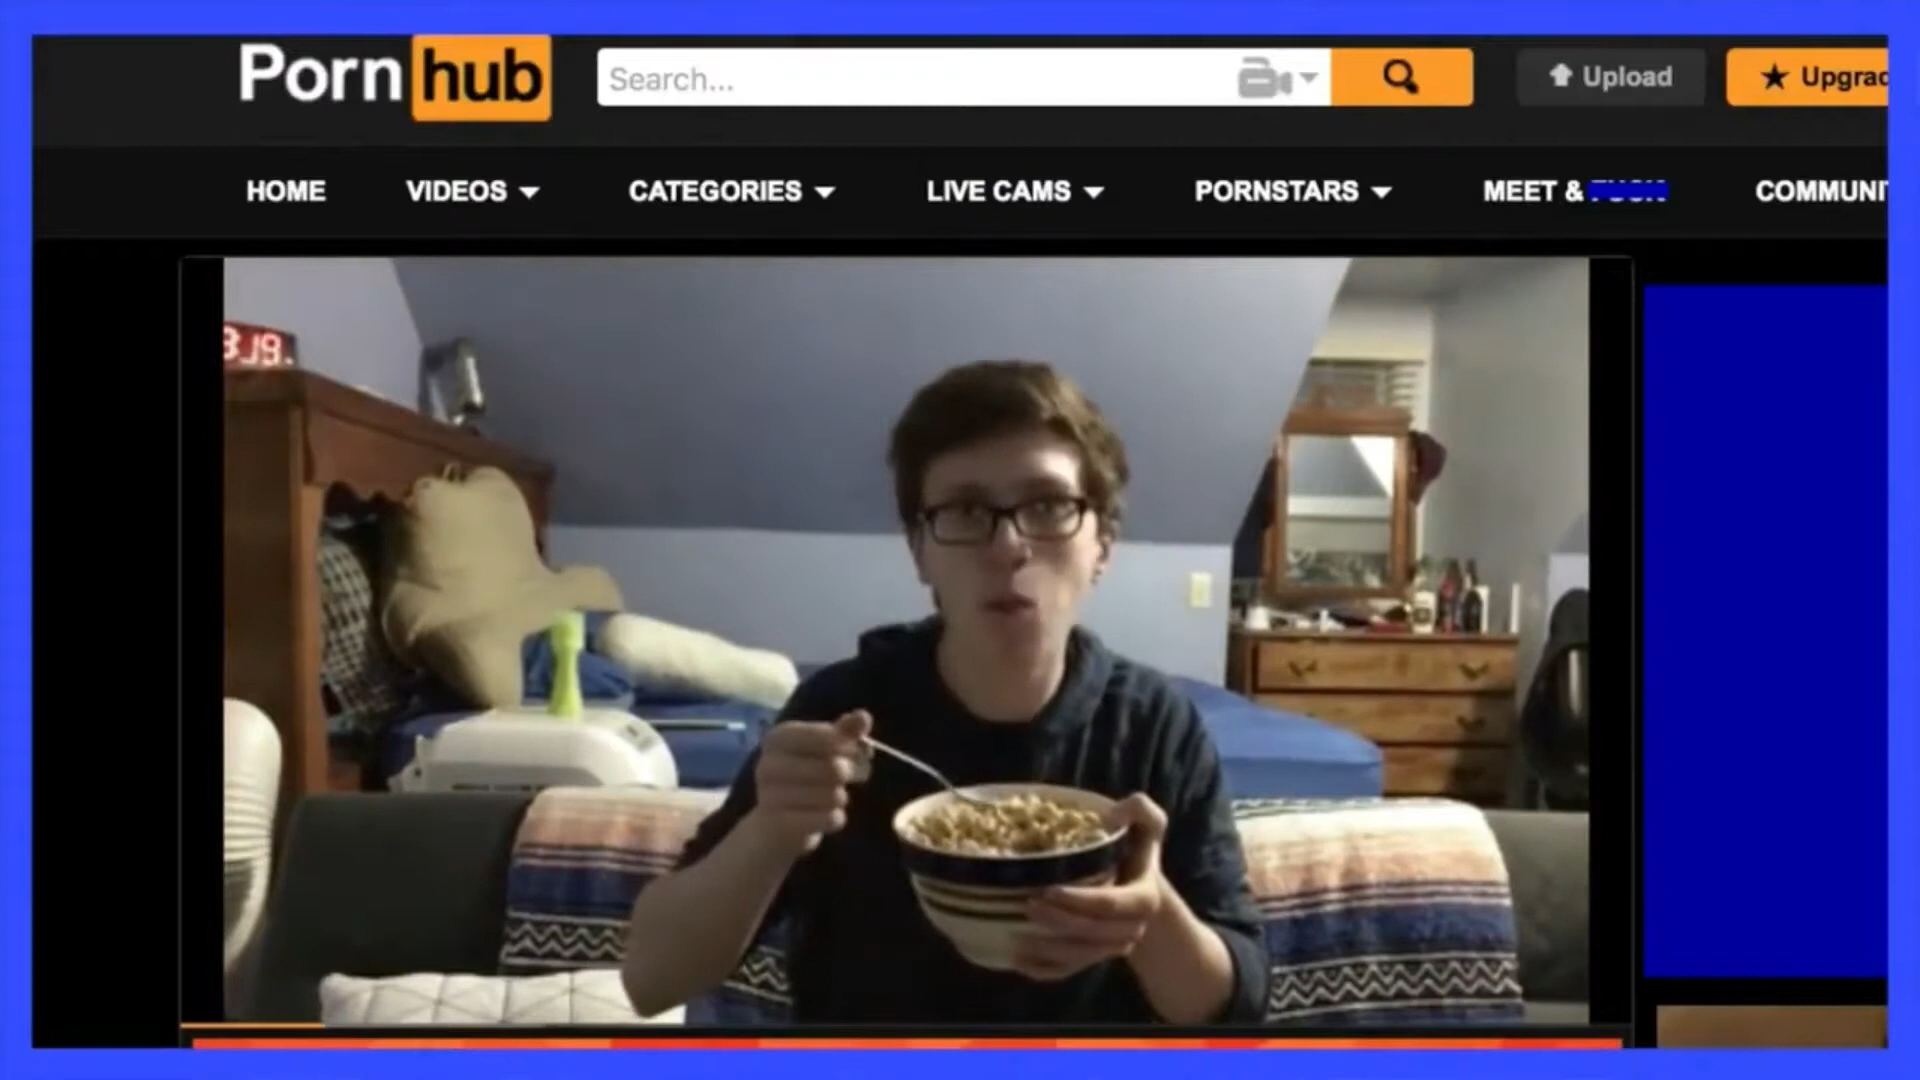 Porn hub
Search...
Upload
Upgrad
HOME
VIDEOS
CATEGORIES
LIVE CAMS
PORNSTARS
MEET &
COMMUNI